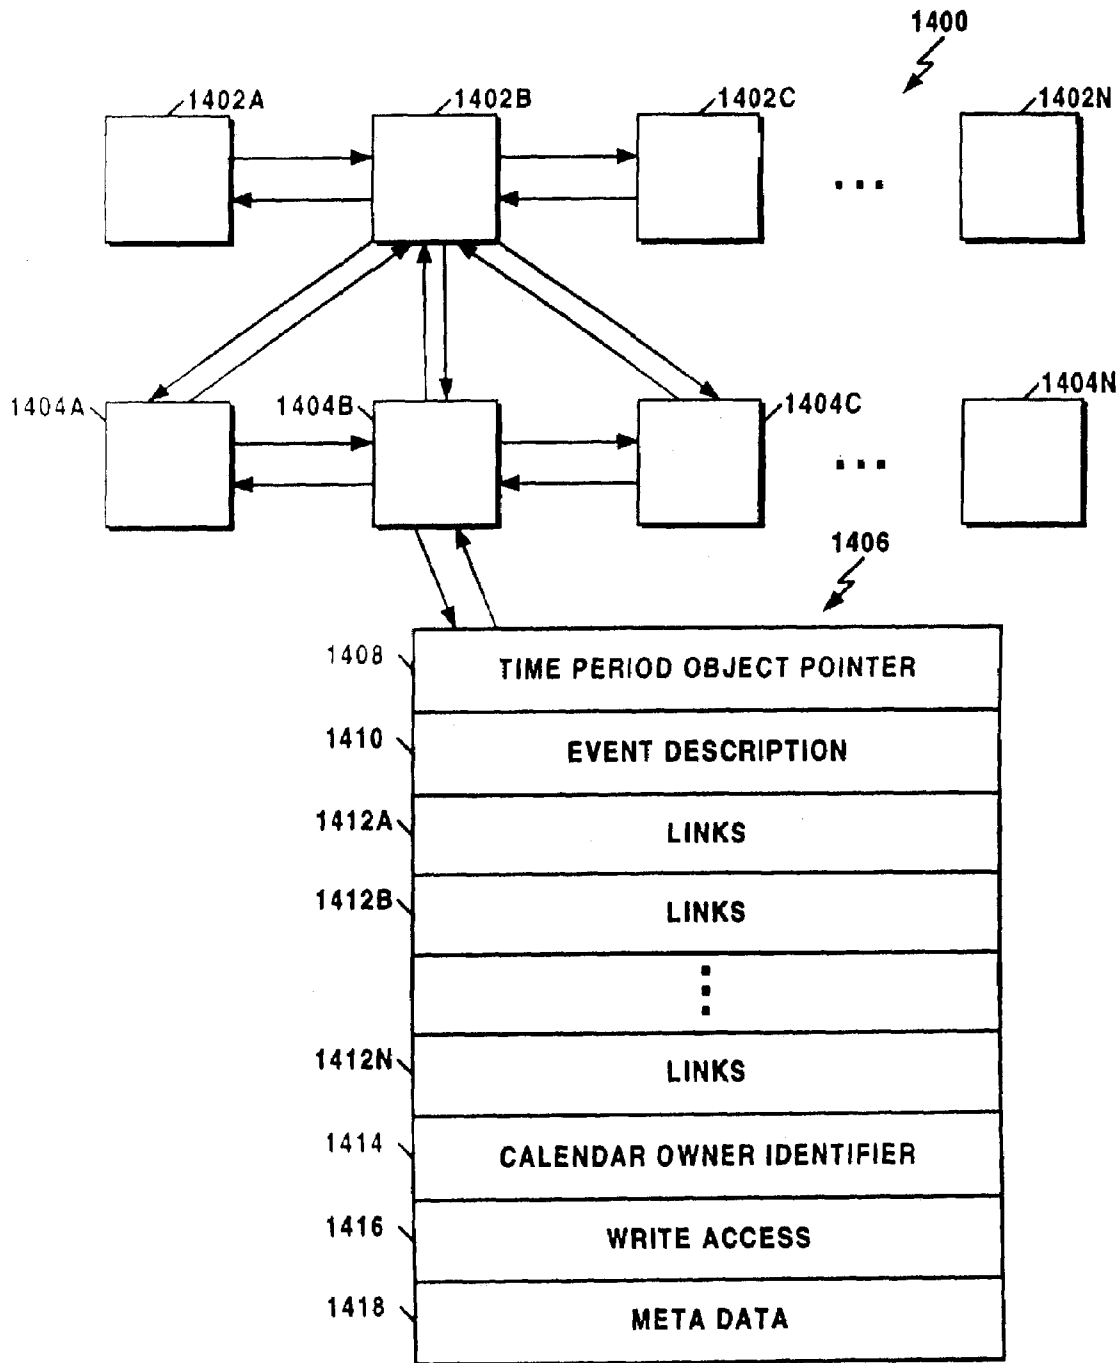 1400
1402A 1402B 1402C 1402N
...
1404A 1404B 1404C 1404N
...
1406
1408 TIME PERIOD OBJECT POINTER
1410 EVENT DESCRIPTION
1412A LINKS
1412B LINKS
⋮
1412N LINKS
1414 CALENDAR OWNER IDENTIFIER
1416 WRITE ACCESS
1418 META DATA